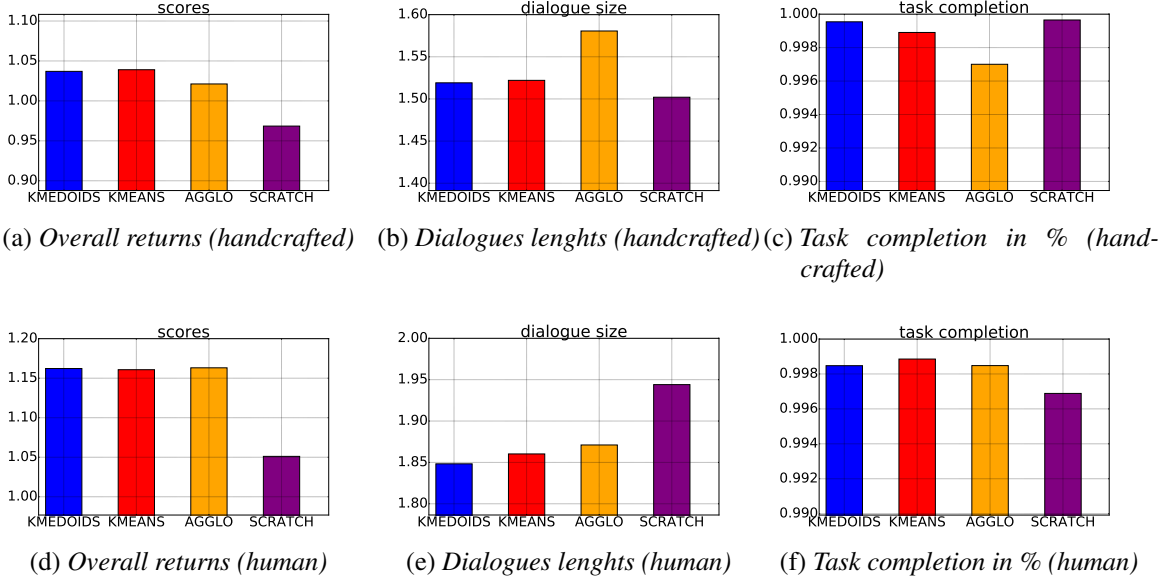 scores
1.10
1.05
1.00
0.95
0.90
KMEDOIDS KMEANS AGGLO SCRATCH
(a) Overall returns (handcrafted)
dialogue size
1.60
1.55
1.50
1.45
1.40
KMEDOIDS KMEANS AGGLO SCRATCH
(b) Dialogues lenghts (handcrafted)
task completion
1.000
0.998
0.996
0.994
0.992
0.990
KMEDOIDS KMEANS AGGLO SCRATCH
(c) Task completion in % (hand-
crafted)
scores
1.20
1.15
1.10
1.05
1.00
KMEDOIDS KMEANS AGGLO SCRATCH
(d) Overall returns (human)
dialogue size
2.00
1.95
1.90
1.85
1.80
KMEDOIDS KMEANS AGGLO SCRATCH
(e) Dialogues lenghts (human)
task completion
1.000
0.998
0.996
0.994
0.992
0.990
KMEDOIDS KMEANS AGGLO SCRATCH
(f) Task completion in % (human)